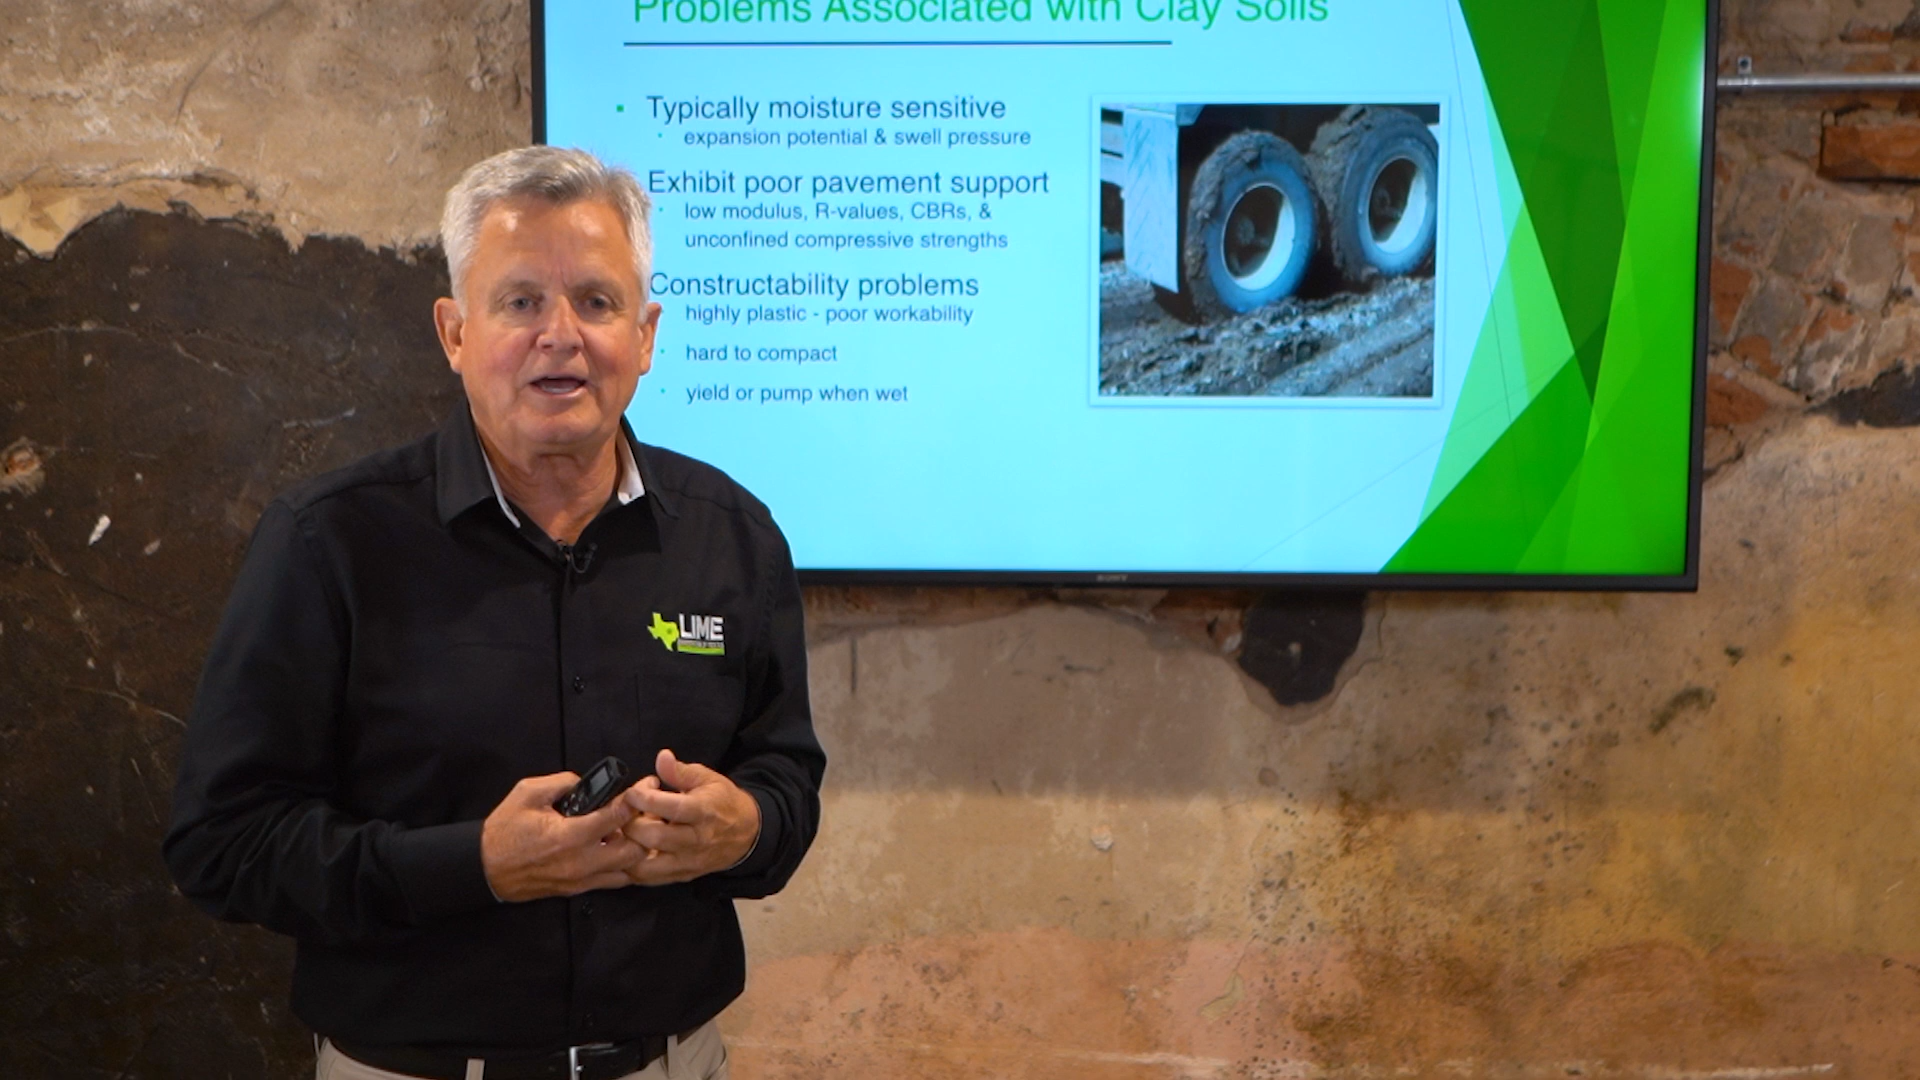 Problems Associated with Clay Soils
Typically moisture sensitive
expansion potential & swell pressure
Exhibit poor pavement support
low modulus, R-values, CBRs, &
unconfined compressive strengths
Constructability problems
highly plastic - poor workability
hard to compact
yield or pump when wet
SONY
LIME